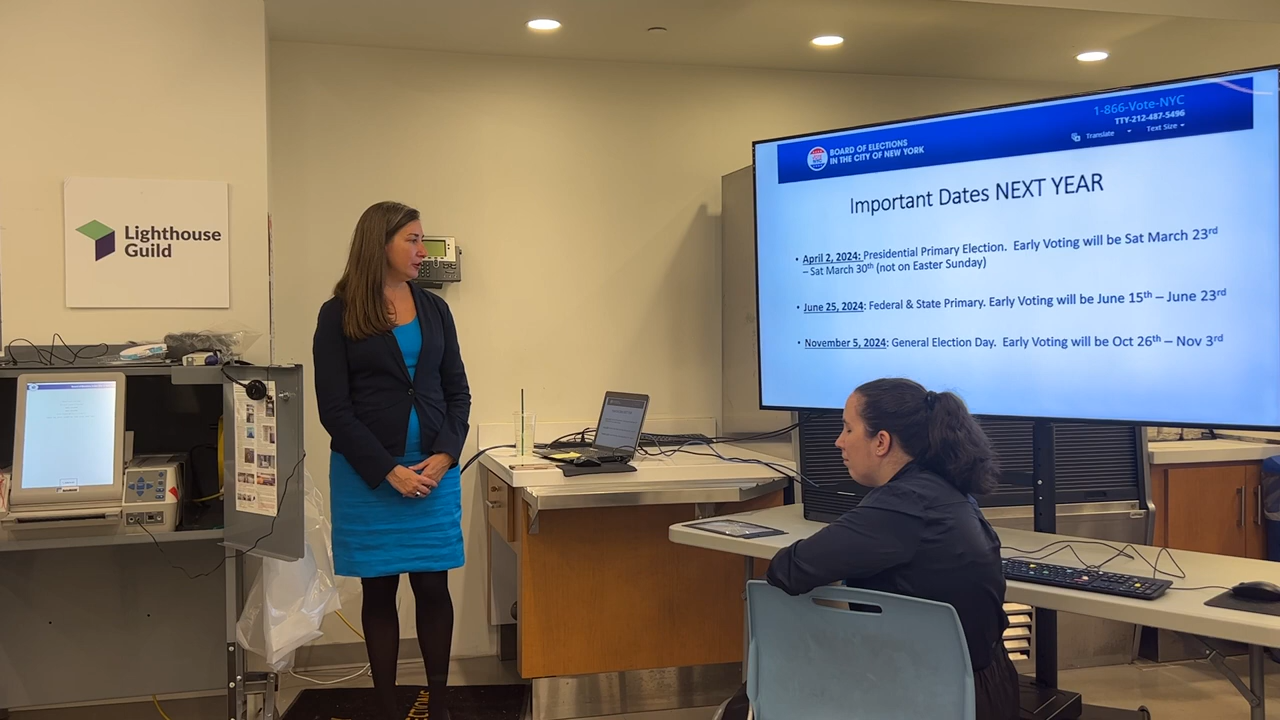 Lighthouse
Guild
1-866-Vote-NYC
TTY-212-487-5496
Translate
Text Size
BOARD OF ELECTIONS
IN THE CITY OF NEW YORK
Important Dates NEXT YEAR
• April 2, 2024: Presidential Primary Election. Early Voting will be Sat March 23rd
– Sat March 30th (not on Easter Sunday)
• June 25, 2024: Federal & State Primary. Early Voting will be June 15th – June 23rd
• November 5, 2024: General Election Day. Early Voting will be Oct 26th – Nov 3rd